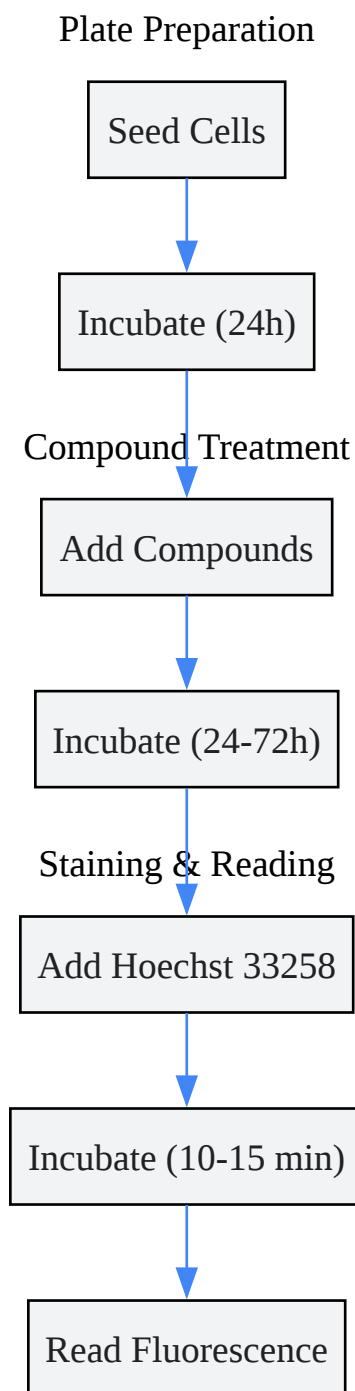 Plate Preparation
Seed Cells
Incubate (24h)
Compound Treatment
Add Compounds
Incubate (24-72h)
Staining & Reading
Add Hoechst 33258
Incubate (10-15 min)
Read Fluorescence